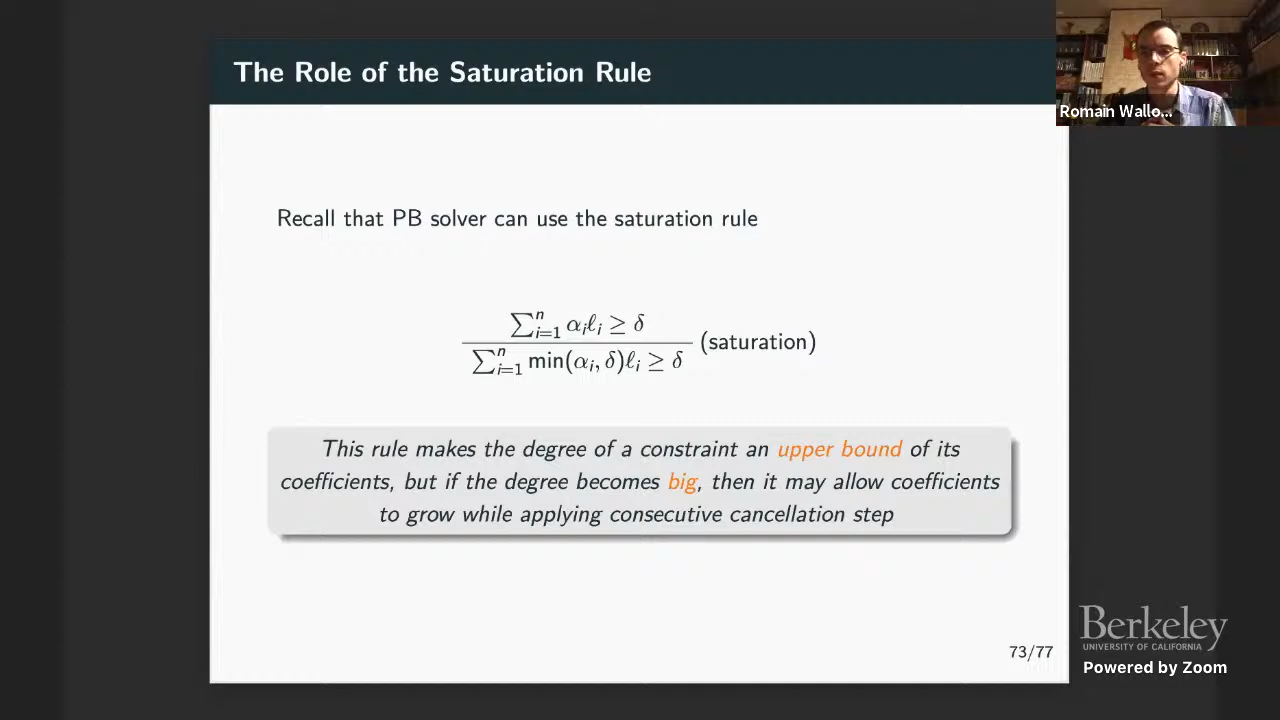 The Role of the Saturation Rule
Romain Wallo...
Recall that PB solver can use the saturation rule
∑ⁿᵢ₌₁ αᵢℓᵢ ≥ δ
∑ⁿᵢ₌₁ min(αᵢ, δ)ℓᵢ ≥ δ
(saturation)
This rule makes the degree of a constraint an upper bound of its
coefficients, but if the degree becomes big, then it may allow coefficients
to grow while applying consecutive cancellation step
73/77
Berkeley
UNIVERSITY OF CALIFORNIA
Powered by Zoom